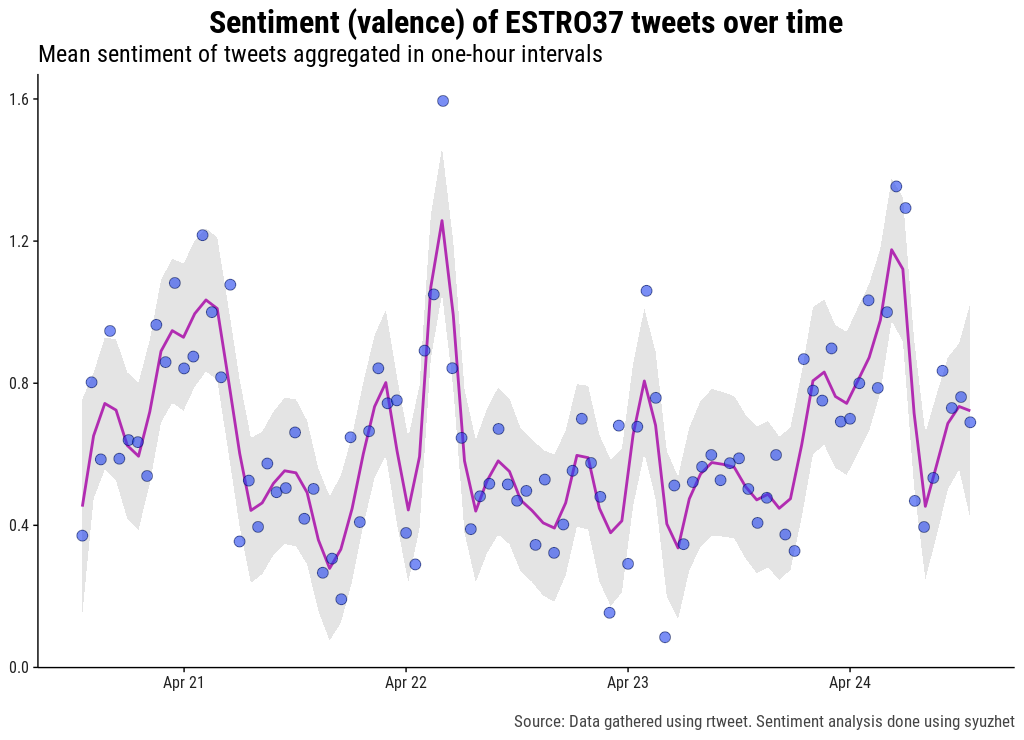 Sentiment (valence) of ESTRO37 tweets over time
Mean sentiment of tweets aggregated in one-hour intervals
1.6
1.2
0.8
0.4
0.0
Apr 21 Apr 22 Apr 23 Apr 24
Source: Data gathered using rtweet. Sentiment analysis done using syuzhet